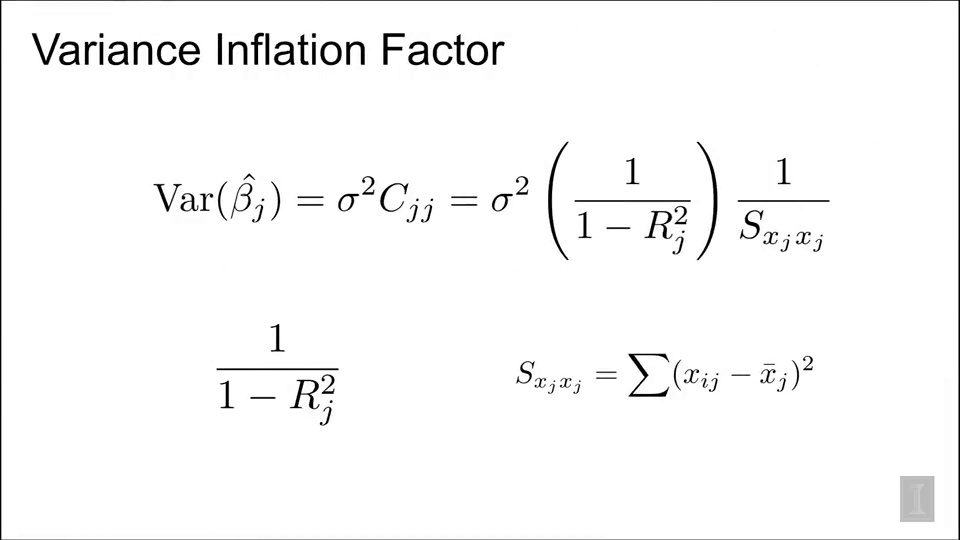 Variance Inflation Factor
$\mathrm{Var}(\hat{\beta}_j) = \sigma^2 C_{jj} = \sigma^2 \left( \frac{1}{1 - R_j^2} \right) \frac{1}{S_{x_j x_j}}$
$\frac{1}{1 - R_j^2}$
$S_{x_j x_j} = \sum (x_{ij} - \bar{x}_j)^2$
I